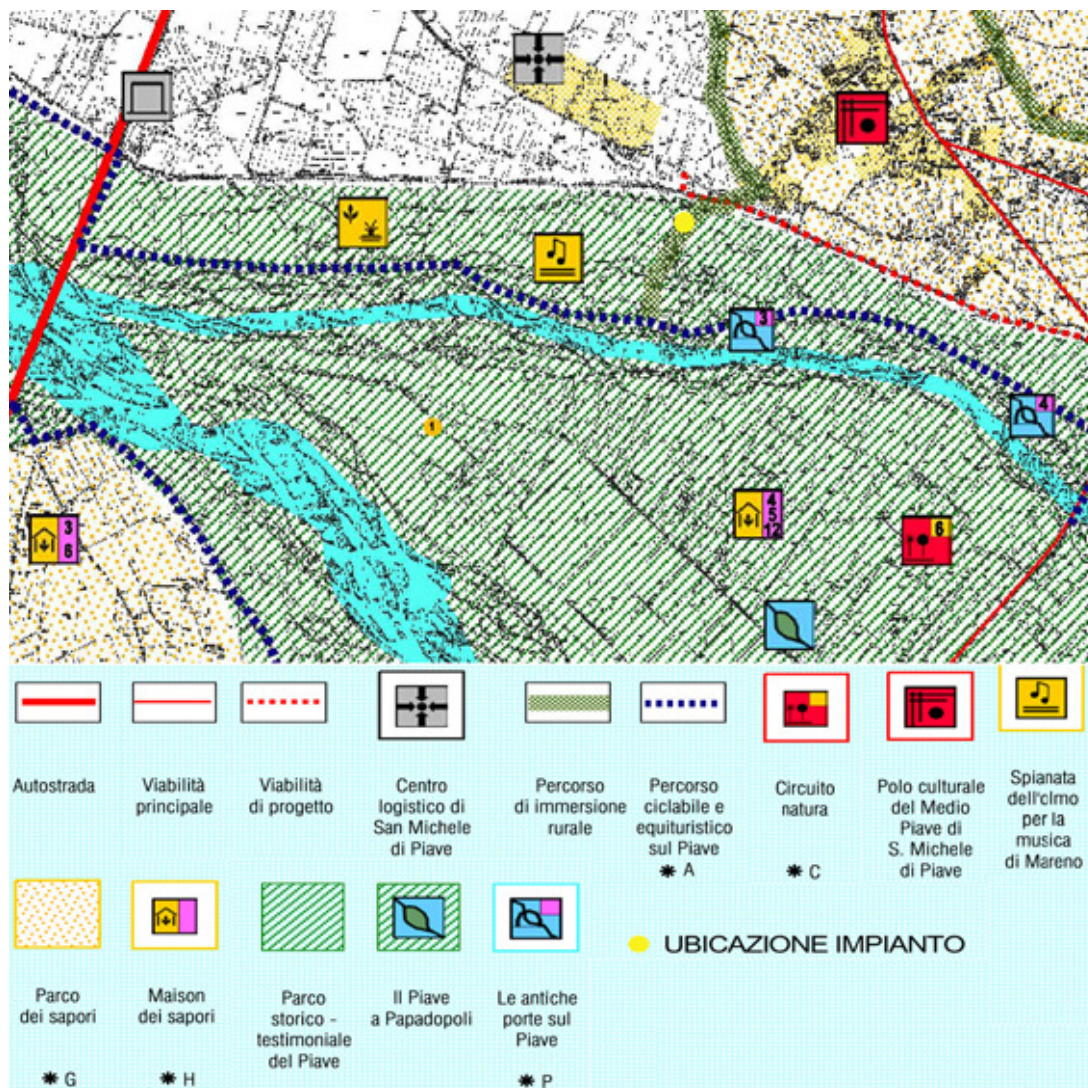 3
1
4
3
6
4
5
12
6
Autostrada
Viabilità
principale
Viabilità
di progetto
Centro
logistico di
San Michele
di Piave
Percorso
di immersione
rurale
Percorso
ciclabile e
equituristico
sul Piave
✱ A
Circuito
natura
✱ C
Polo culturale
del Medio
Piave di
S. Michele
di Piave
Spianata
dell'olmo
per la
musica
di Mareno
Parco
dei sapori
✱ G
Maison
dei sapori
✱ H
Parco
storico -
testimoniale
del Piave
Il Piave
a Papadopoli
Le antiche
porte sul
Piave
✱ P
UBICAZIONE IMPIANTO